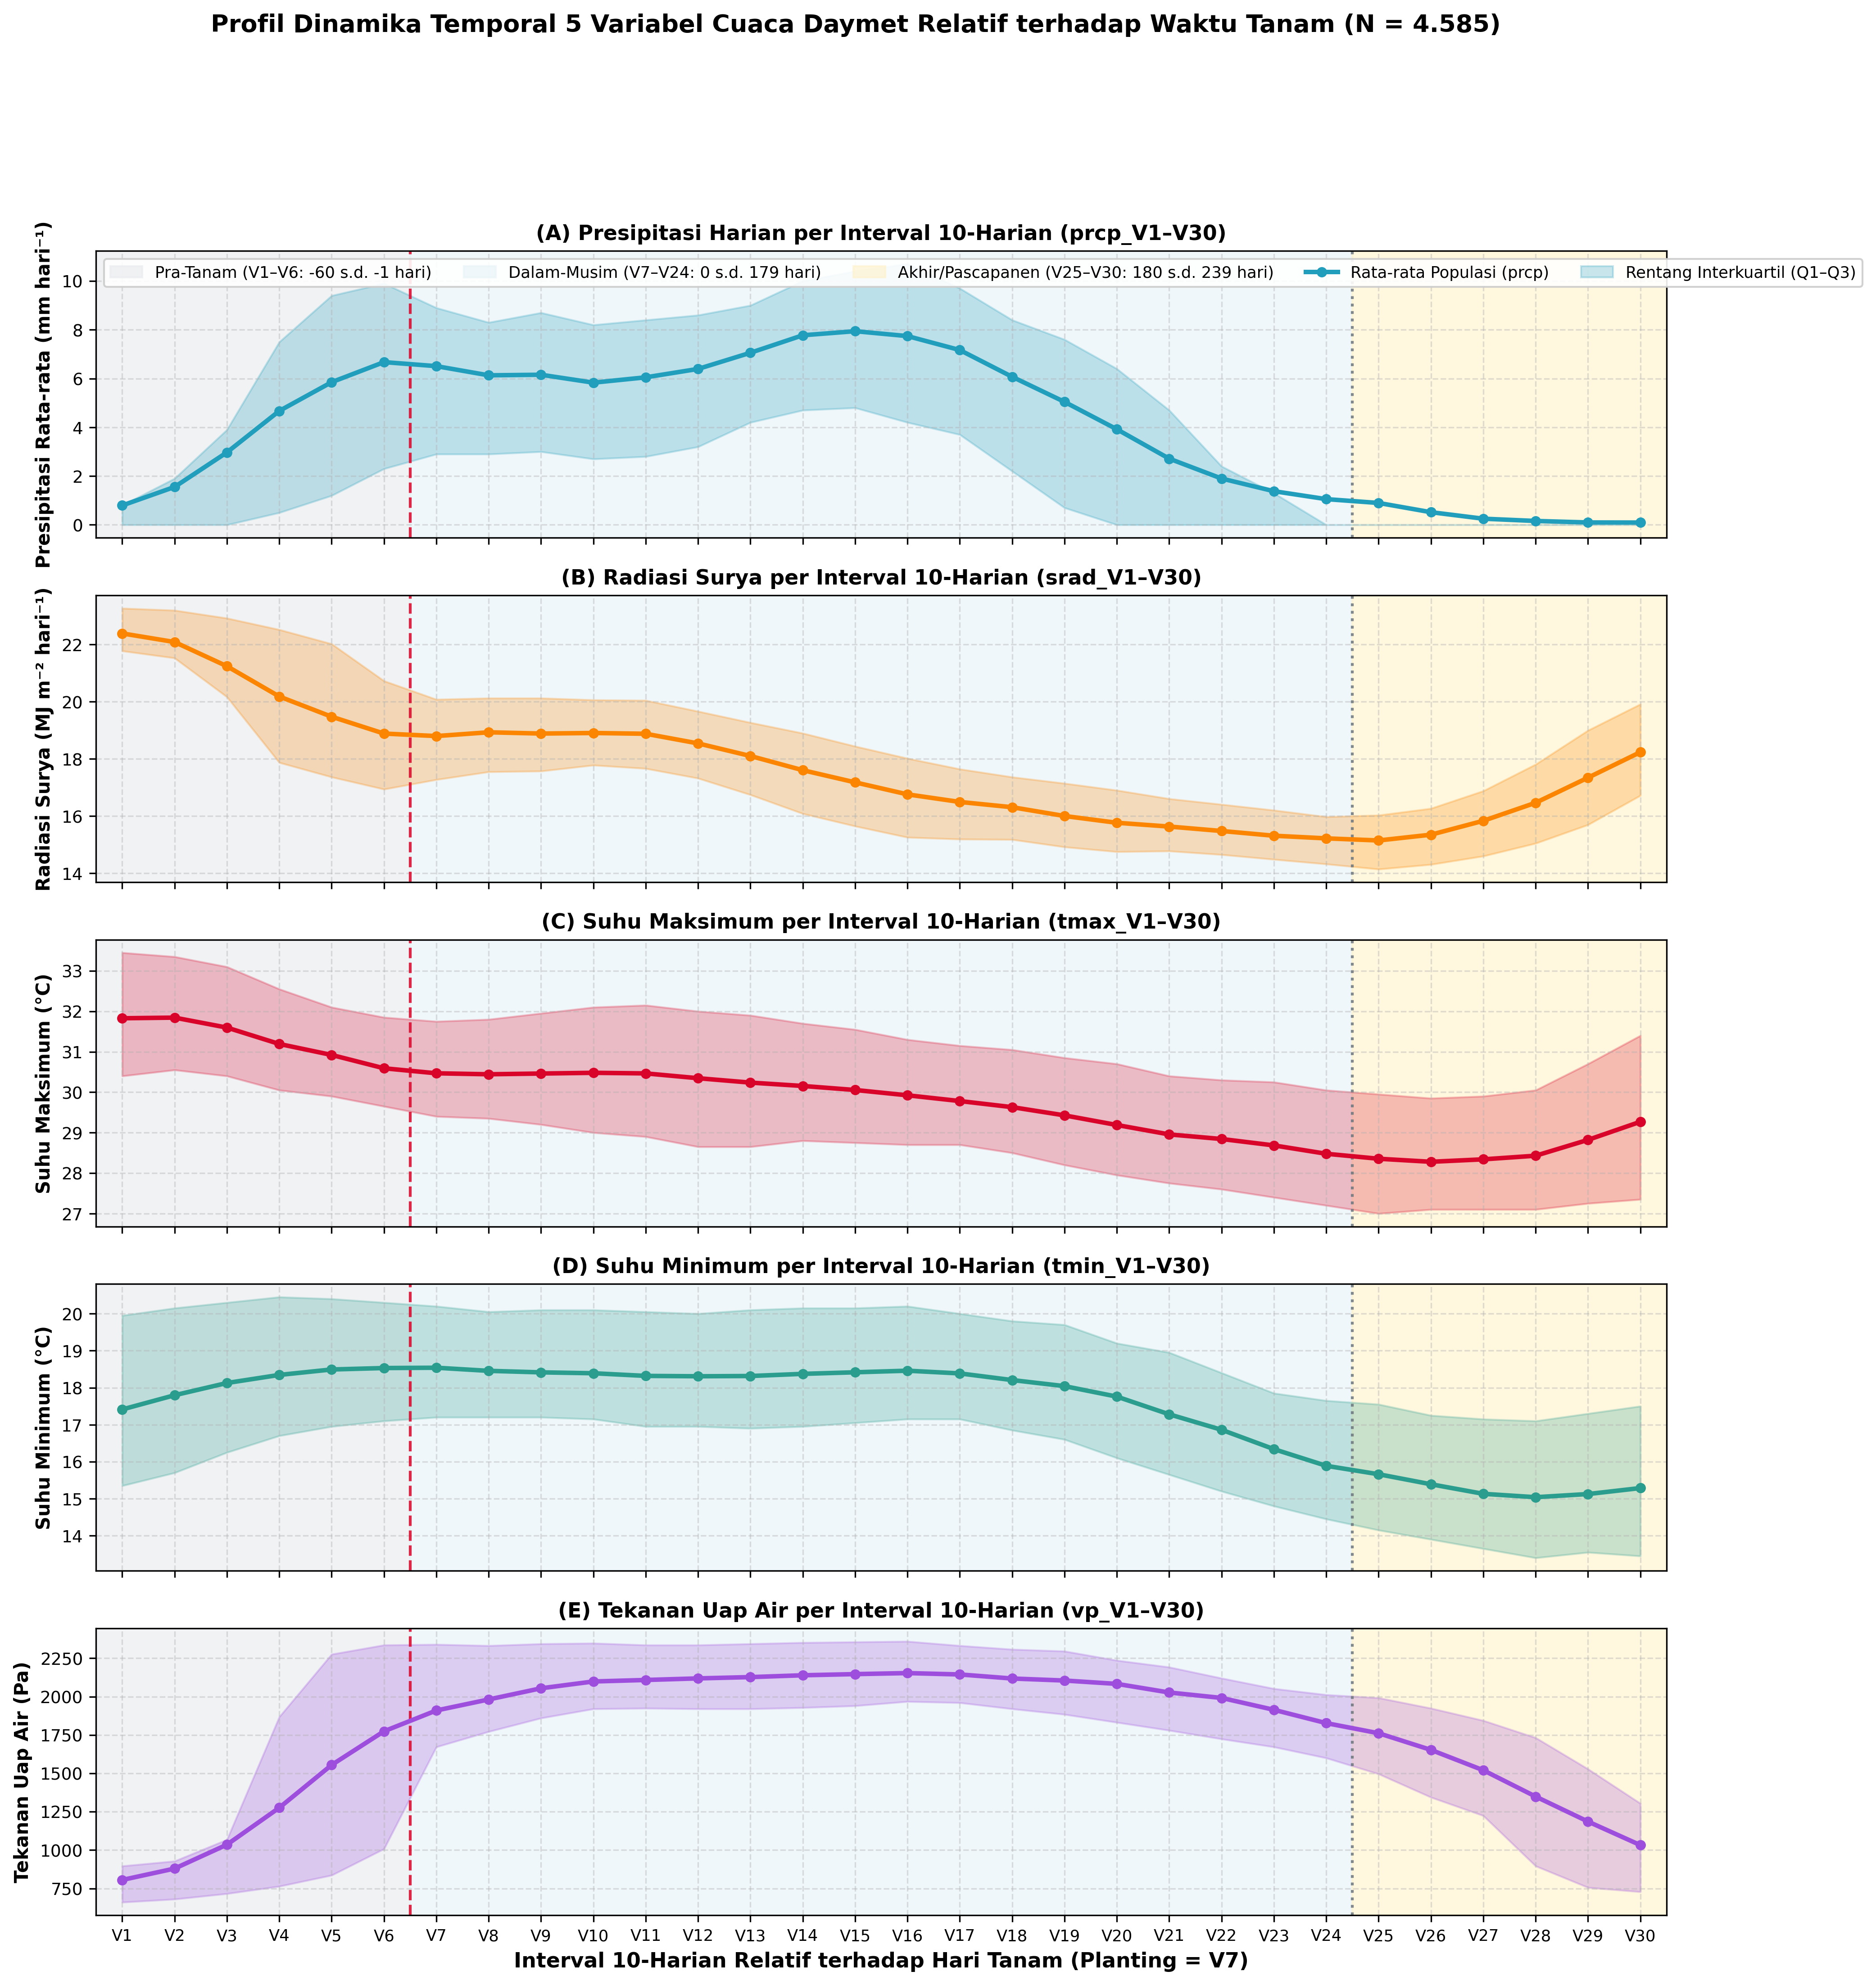 Profil Dinamika Temporal 5 Variabel Cuaca Daymet Relatif terhadap Waktu Tanam (N = 4.585)
(A) Presipitasi Harian per Interval 10-Harian (prcp_V1–V30)
Pra-Tanam (V1–V6: -60 s.d. -1 hari) Dalam-Musim (V7–V24: 0 s.d. 179 hari) Akhir/Pascapanen (V25–V30: 180 s.d. 239 hari) Rata-rata Populasi (prcp) Rentang Interkuartil (Q1–Q3)
Presipitasi Rata-rata (mm hari⁻¹)
10
8
6
4
2
0
(B) Radiasi Surya per Interval 10-Harian (srad_V1–V30)
Radiasi Surya (MJ m⁻² hari⁻¹)
22
20
18
16
14
(C) Suhu Maksimum per Interval 10-Harian (tmax_V1–V30)
Suhu Maksimum (°C)
33
32
31
30
29
28
27
(D) Suhu Minimum per Interval 10-Harian (tmin_V1–V30)
Suhu Minimum (°C)
20
19
18
17
16
15
14
(E) Tekanan Uap Air per Interval 10-Harian (vp_V1–V30)
Tekanan Uap Air (Pa)
2250
2000
1750
1500
1250
1000
750
V1 V2 V3 V4 V5 V6 V7 V8 V9 V10 V11 V12 V13 V14 V15 V16 V17 V18 V19 V20 V21 V22 V23 V24 V25 V26 V27 V28 V29 V30
Interval 10-Harian Relatif terhadap Hari Tanam (Planting = V7)